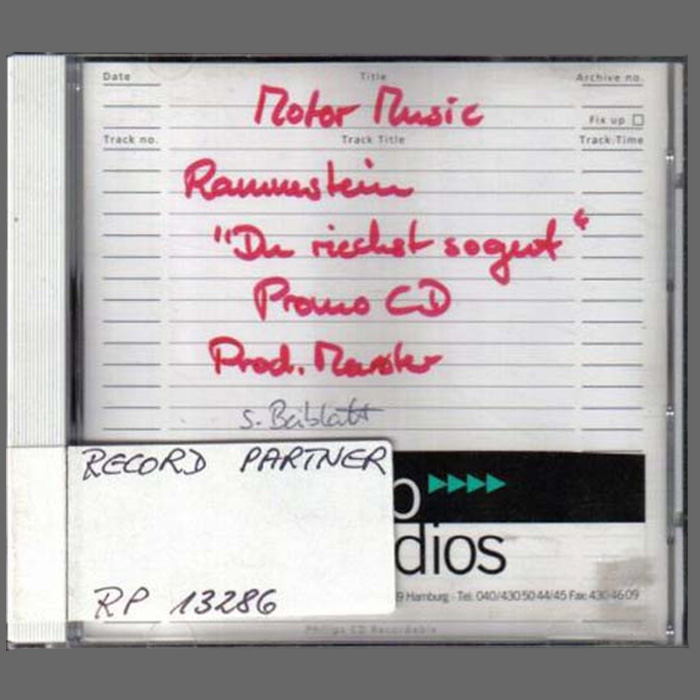 Date Title Archive no.
Motor Music
Fix up
Track no. Track Title Track Time
Rammstein
"Du riechst sogut"
Promo CD
Prod. Master
s. Beiblatt
RECORD PARTNER
dios
RP 13286
9 Hamburg · Tel: 040/430 50 44/45 Fax: 430 46 09
Philips CD Recordable